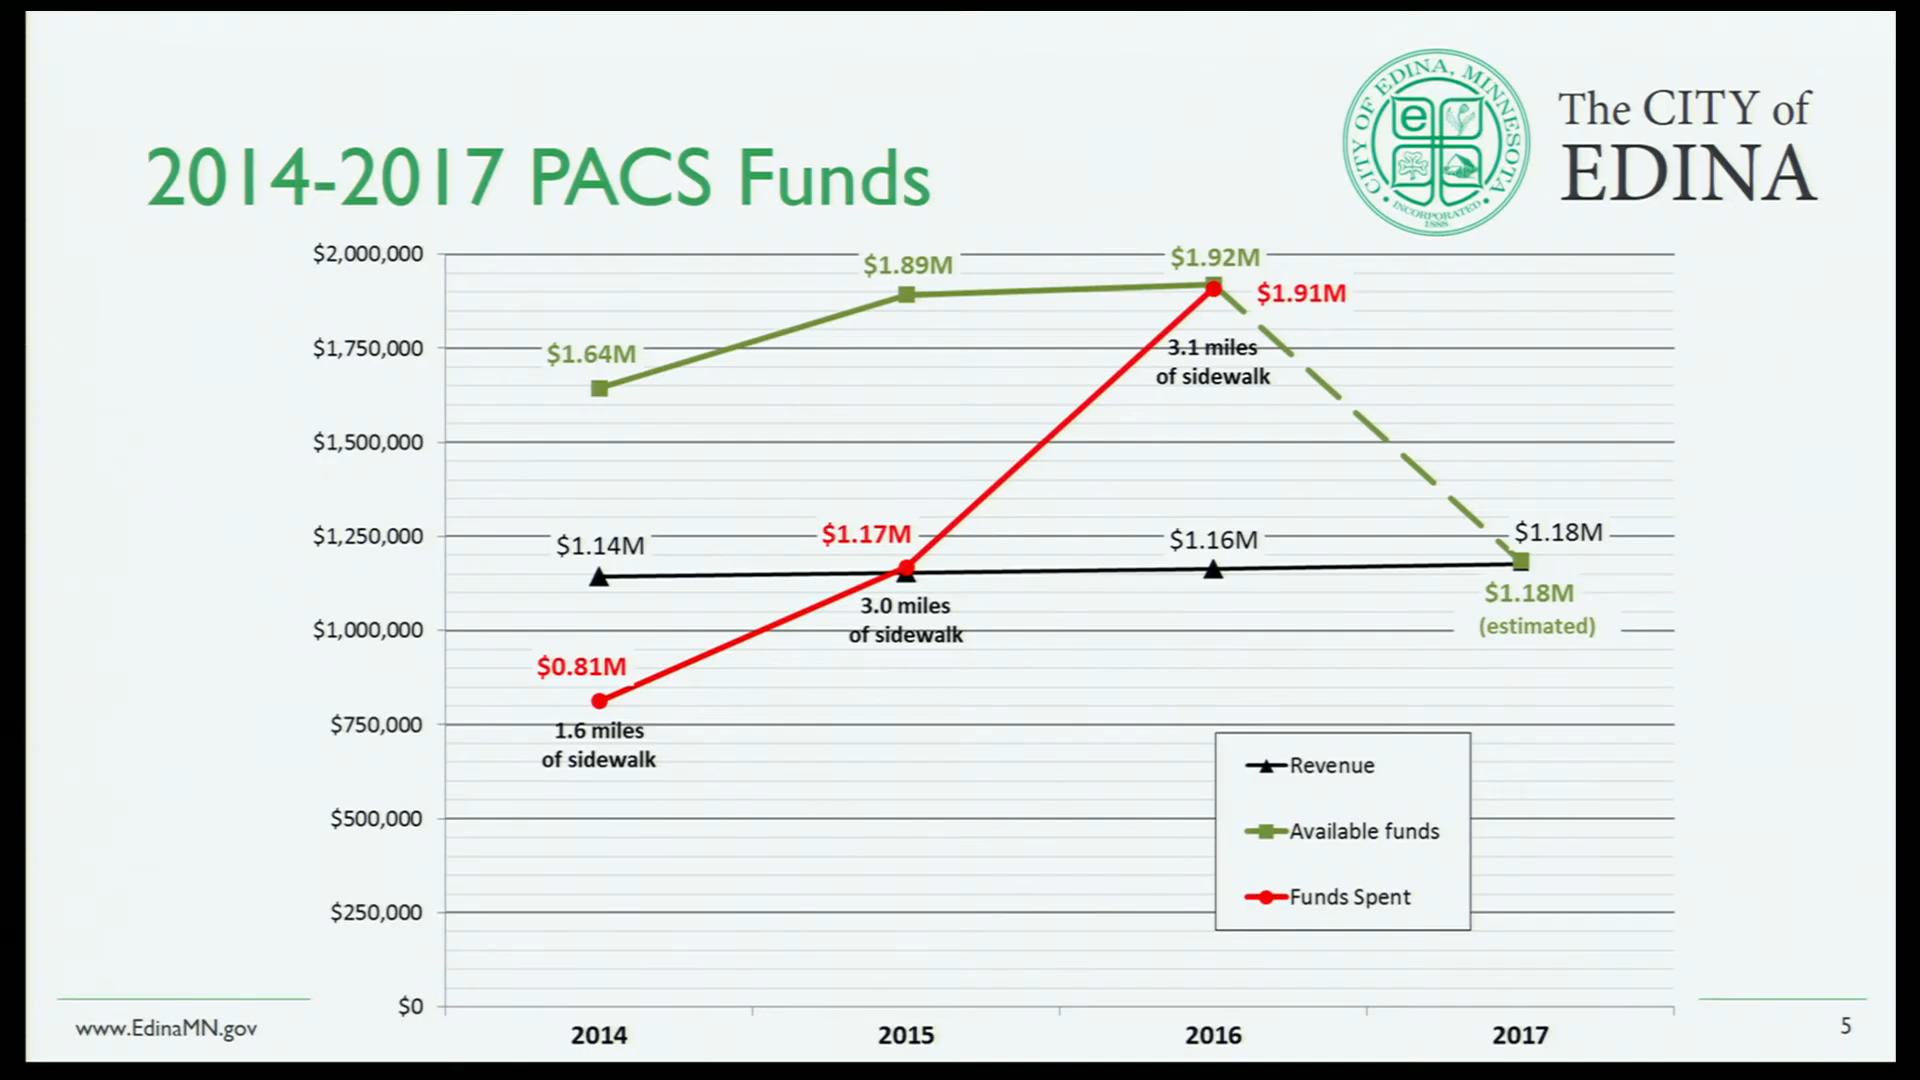 CITY OF EDINA, MINNESOTA
e
INCORPORATED
1888
The CITY of
EDINA
2014-2017 PACS Funds
$2,000,000
$1,750,000
$1,500,000
$1,250,000
$1,000,000
$750,000
$500,000
$250,000
$0
$1.64M
$1.89M
$1.92M
$1.91M
3.1 miles
of sidewalk
$1.14M
$1.17M
$1.16M
$1.18M
3.0 miles
of sidewalk
$1.18M
(estimated)
$0.81M
1.6 miles
of sidewalk
Revenue
Available funds
Funds Spent
2014
2015
2016
2017
www.EdinaMN.gov
5